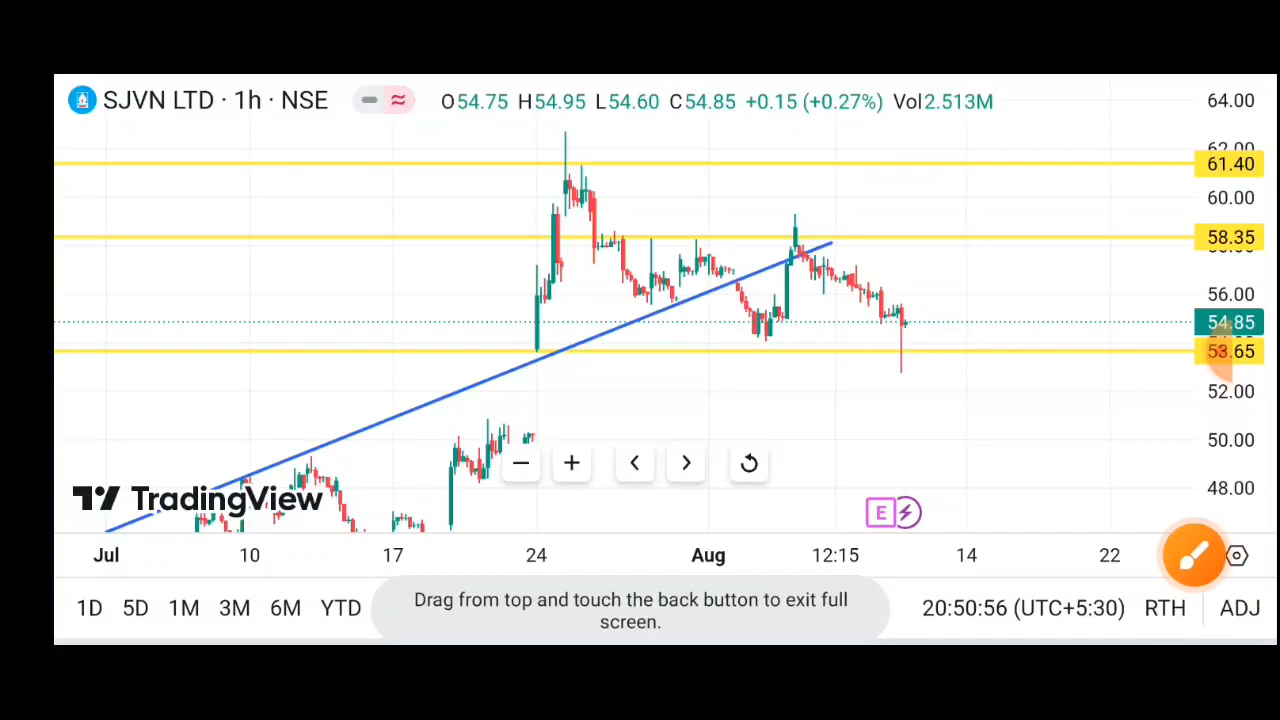 SJVN LTD · 1h · NSE
O54.75 H54.95 L54.60 C54.85 +0.15 (+0.27%) Vol2.513M
64.00
62.00
61.40
60.00
58.35
56.00
54.85
53.65
52.00
50.00
48.00
TradingView
E
Jul 10 17 24 Aug 12:15 14 22
1D 5D 1M 3M 6M YTD
Drag from top and touch the back button to exit full
screen.
20:50:56 (UTC+5:30) RTH ADJ